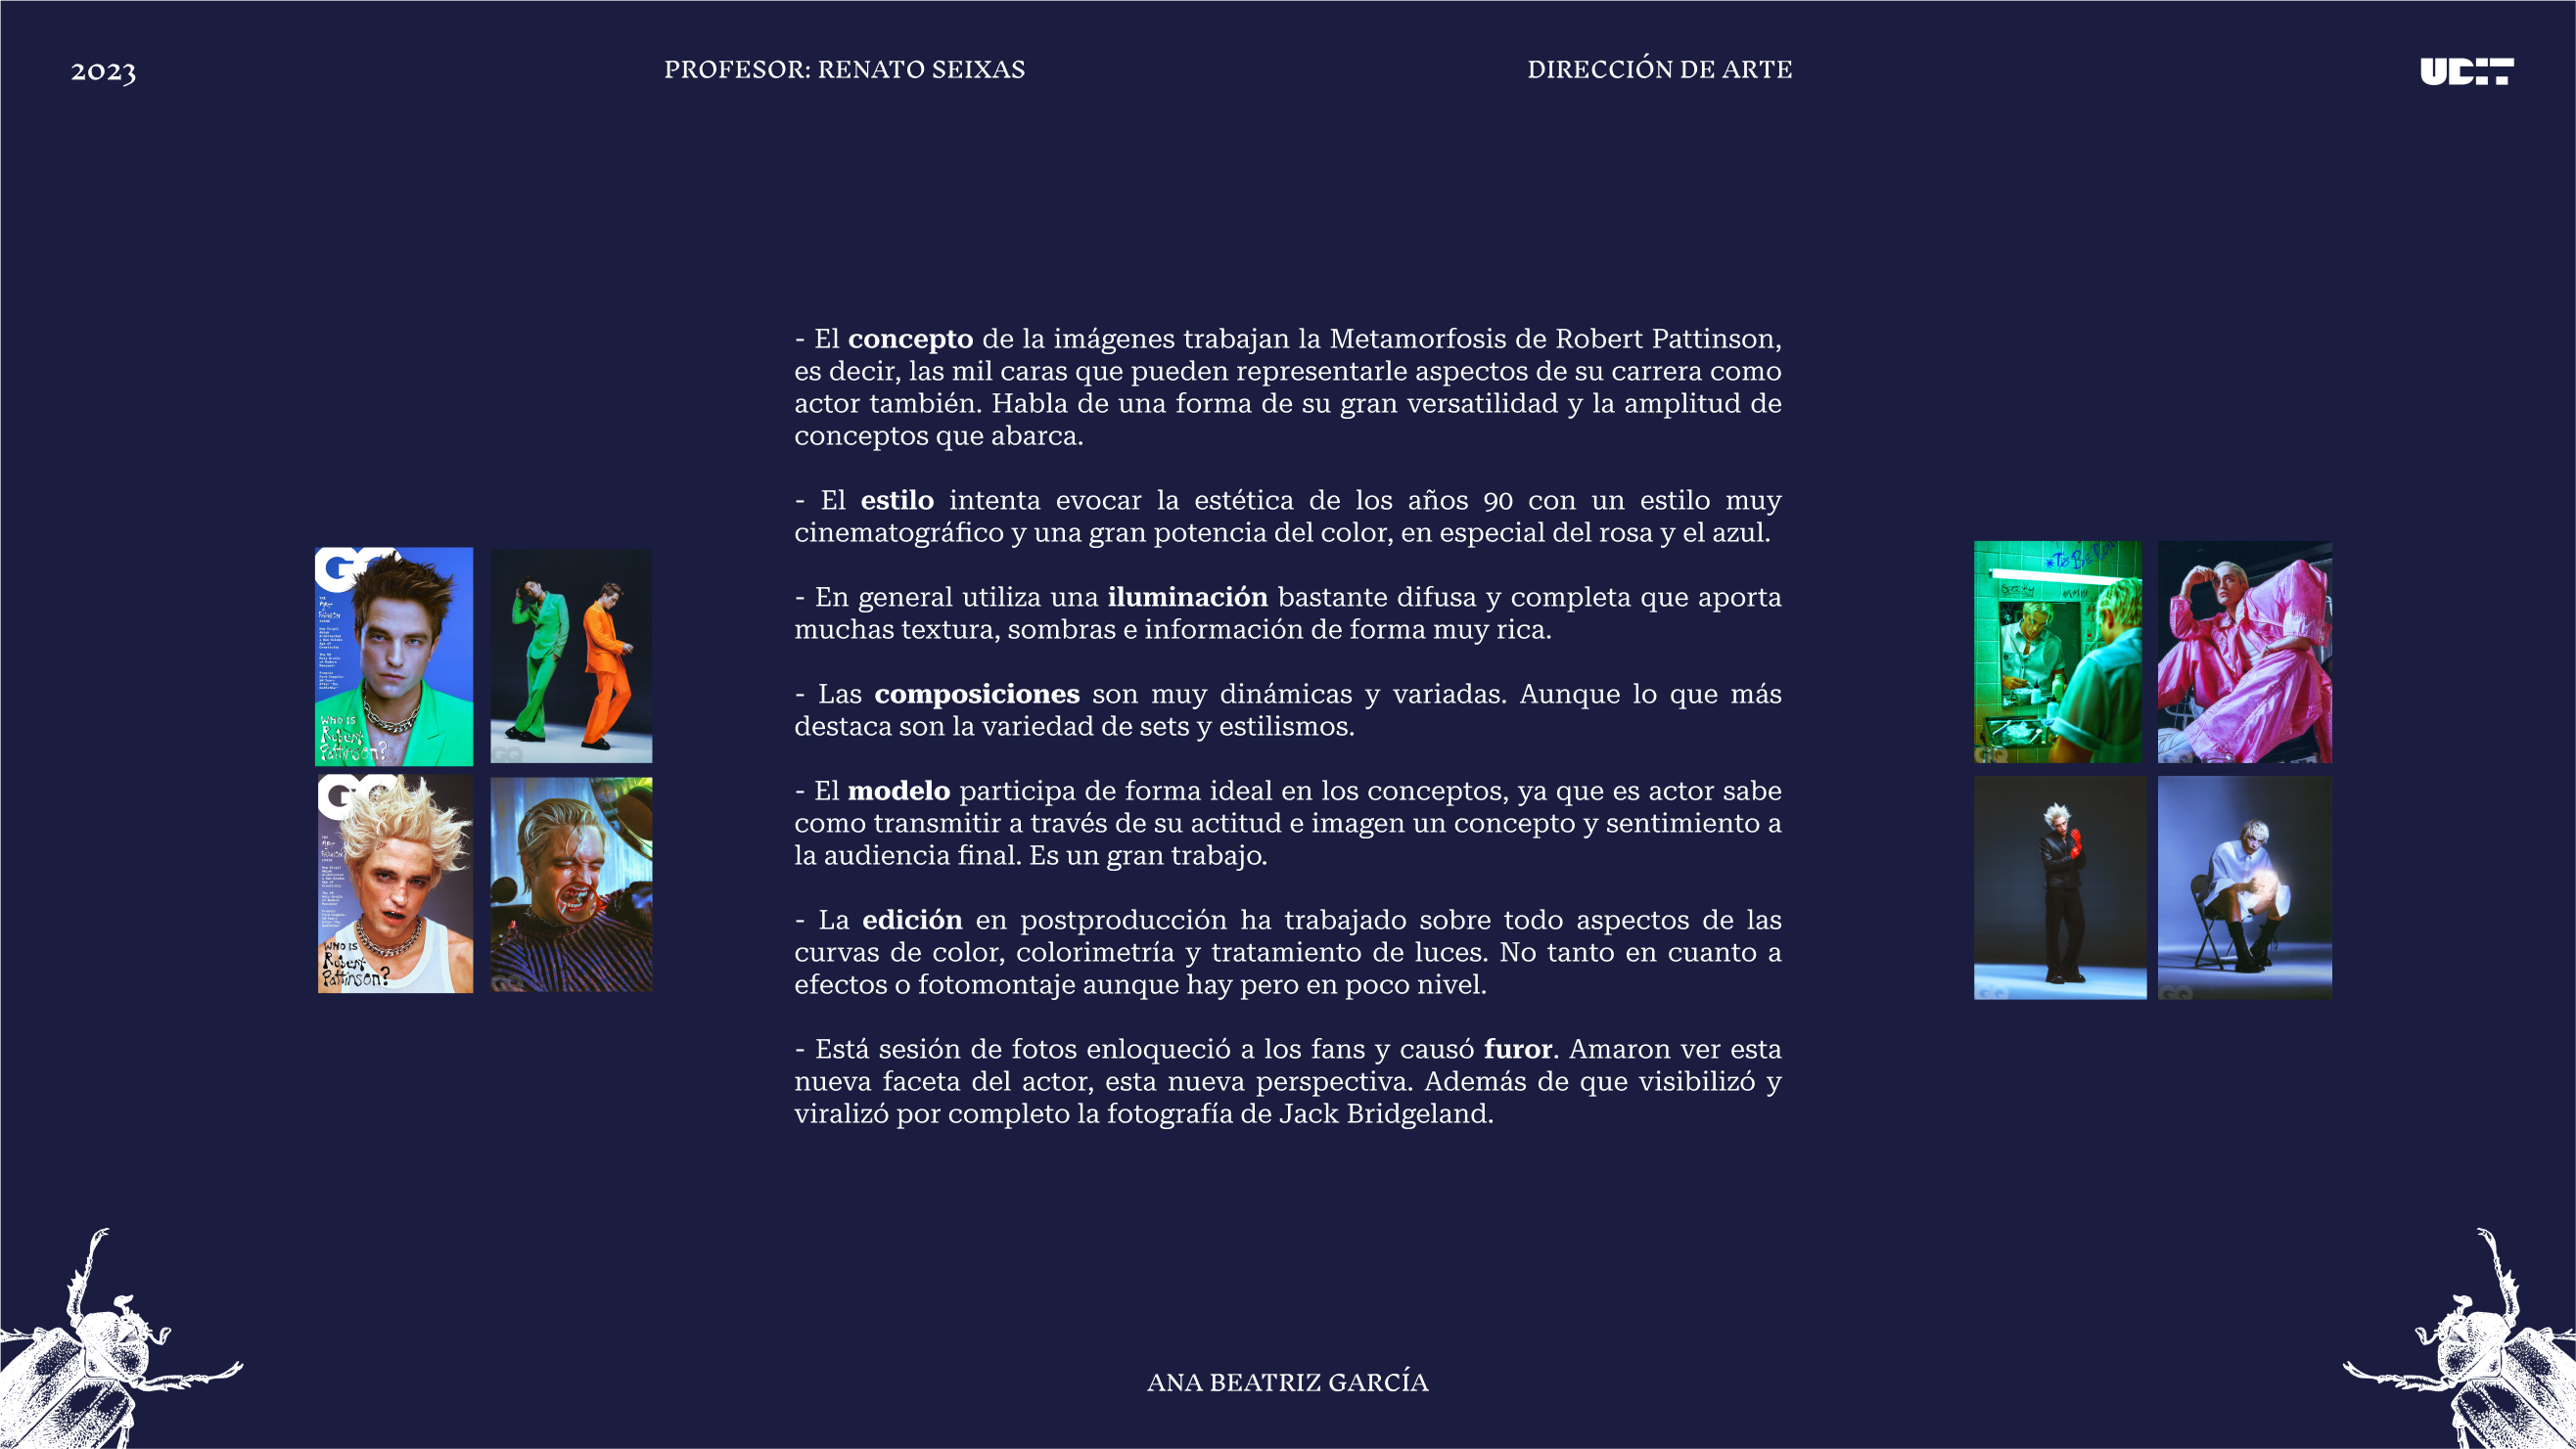 2023
PROFESOR: RENATO SEIXAS
DIRECCIÓN DE ARTE
UDIT
- El concepto de la imágenes trabajan la Metamorfosis de Robert Pattinson,
es decir, las mil caras que pueden representarle aspectos de su carrera como
actor también. Habla de una forma de su gran versatilidad y la amplitud de
conceptos que abarca.
- El estilo intenta evocar la estética de los años 90 con un estilo muy
cinematográfico y una gran potencia del color, en especial del rosa y el azul.
- En general utiliza una iluminación bastante difusa y completa que aporta
muchas textura, sombras e información de forma muy rica.
- Las composiciones son muy dinámicas y variadas. Aunque lo que más
destaca son la variedad de sets y estilismos.
- El modelo participa de forma ideal en los conceptos, ya que es actor sabe
como transmitir a través de su actitud e imagen un concepto y sentimiento a
la audiencia final. Es un gran trabajo.
- La edición en postproducción ha trabajado sobre todo aspectos de las
curvas de color, colorimetría y tratamiento de luces. No tanto en cuanto a
efectos o fotomontaje aunque hay pero en poco nivel.
- Está sesión de fotos enloqueció a los fans y causó furor. Amaron ver esta
nueva faceta del actor, esta nueva perspectiva. Además de que visibilizó y
viralizó por completo la fotografía de Jack Bridgeland.
GQ
WHO IS
Robert
Pattinson?
GQ
GQ
WHO IS
Robert
Pattinson?
GQ
GQ
GQ
GQ
GQ
ANA BEATRIZ GARCÍA